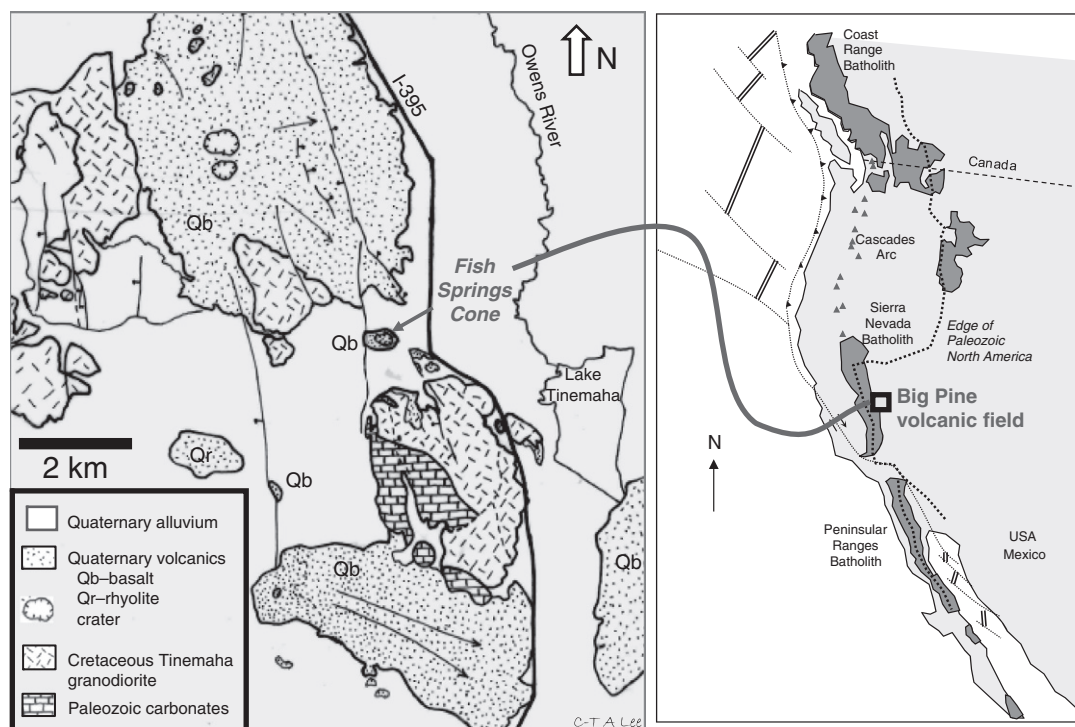 N
I-395
Owens River
Qb
Fish
Springs
Cone
Qb
Lake
Tinemaha
2 km
Qr
Qb
Qb
Qb
Quaternary alluvium
Quaternary volcanics
Qb–basalt
Qr–rhyolite
crater
Cretaceous Tinemaha
granodiorite
Paleozoic carbonates
C-T A Lee
Coast
Range
Batholith
Canada
Cascades
Arc
Sierra
Nevada
Batholith
Edge of
Paleozoic
North America
Big Pine
volcanic field
N
Peninsular
Ranges
Batholith
USA
Mexico